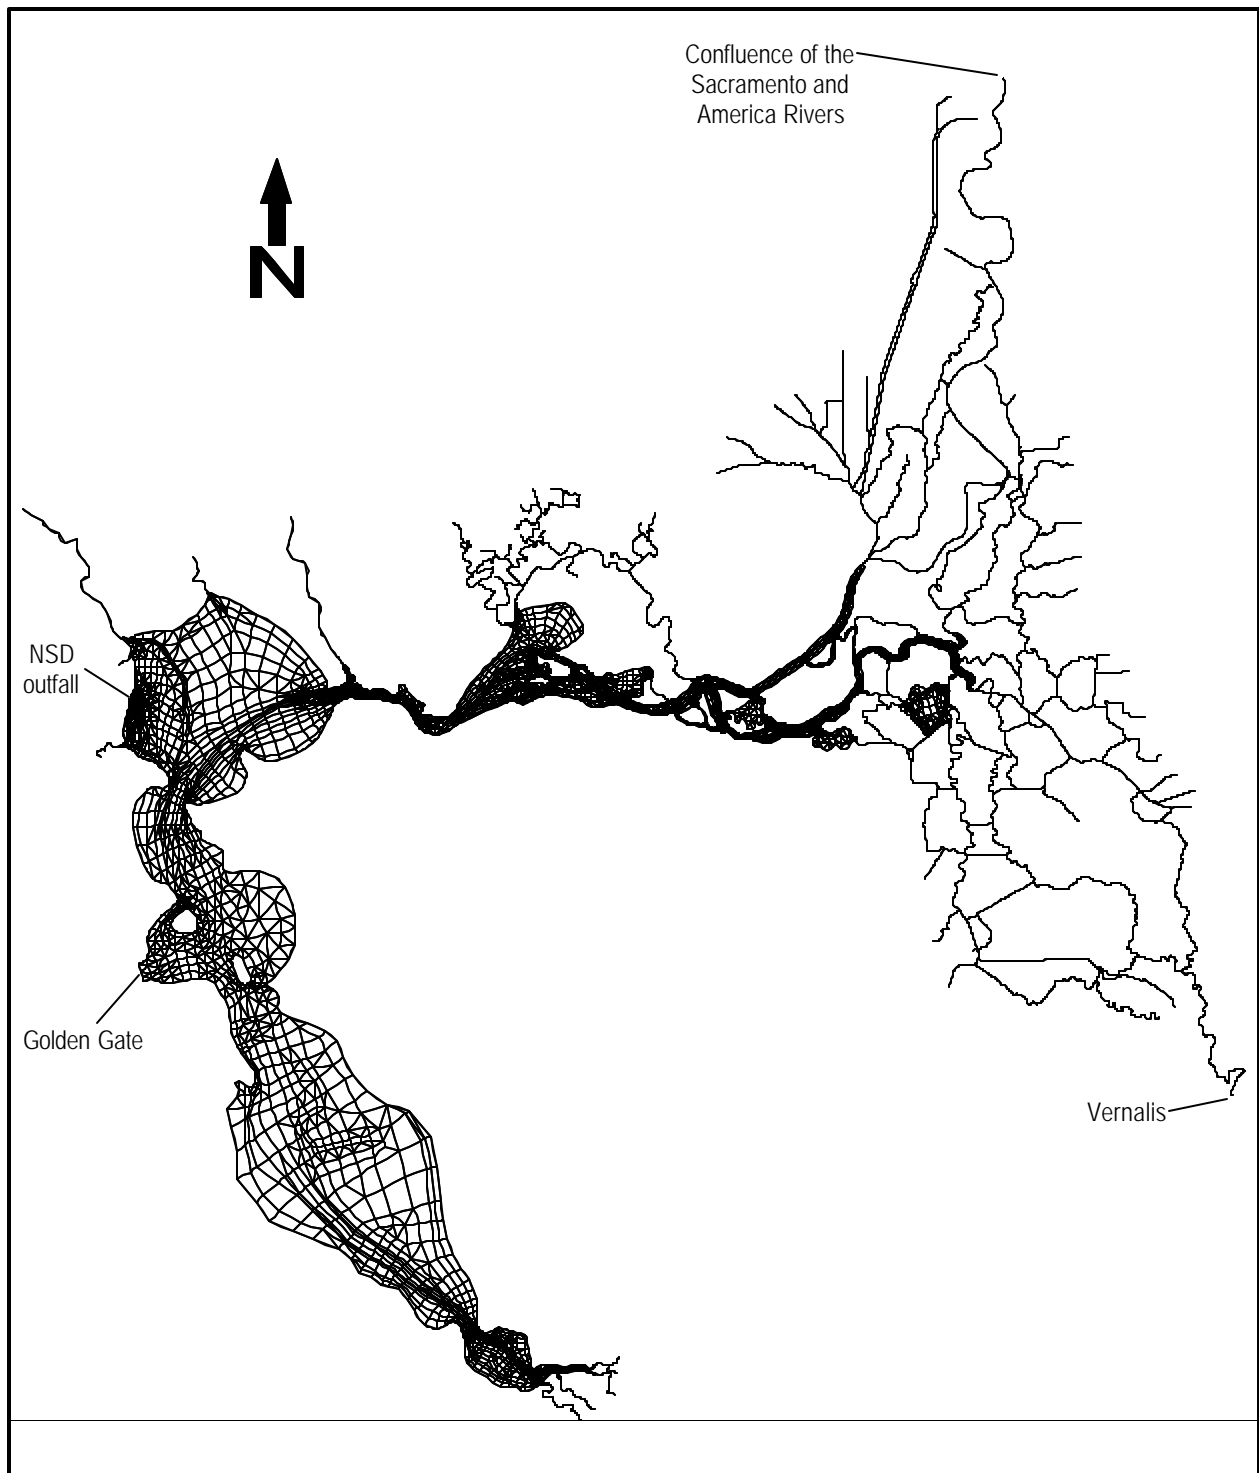 Confluence of the
Sacramento and
America Rivers
N
NSD
outfall
Golden Gate
Vernalis